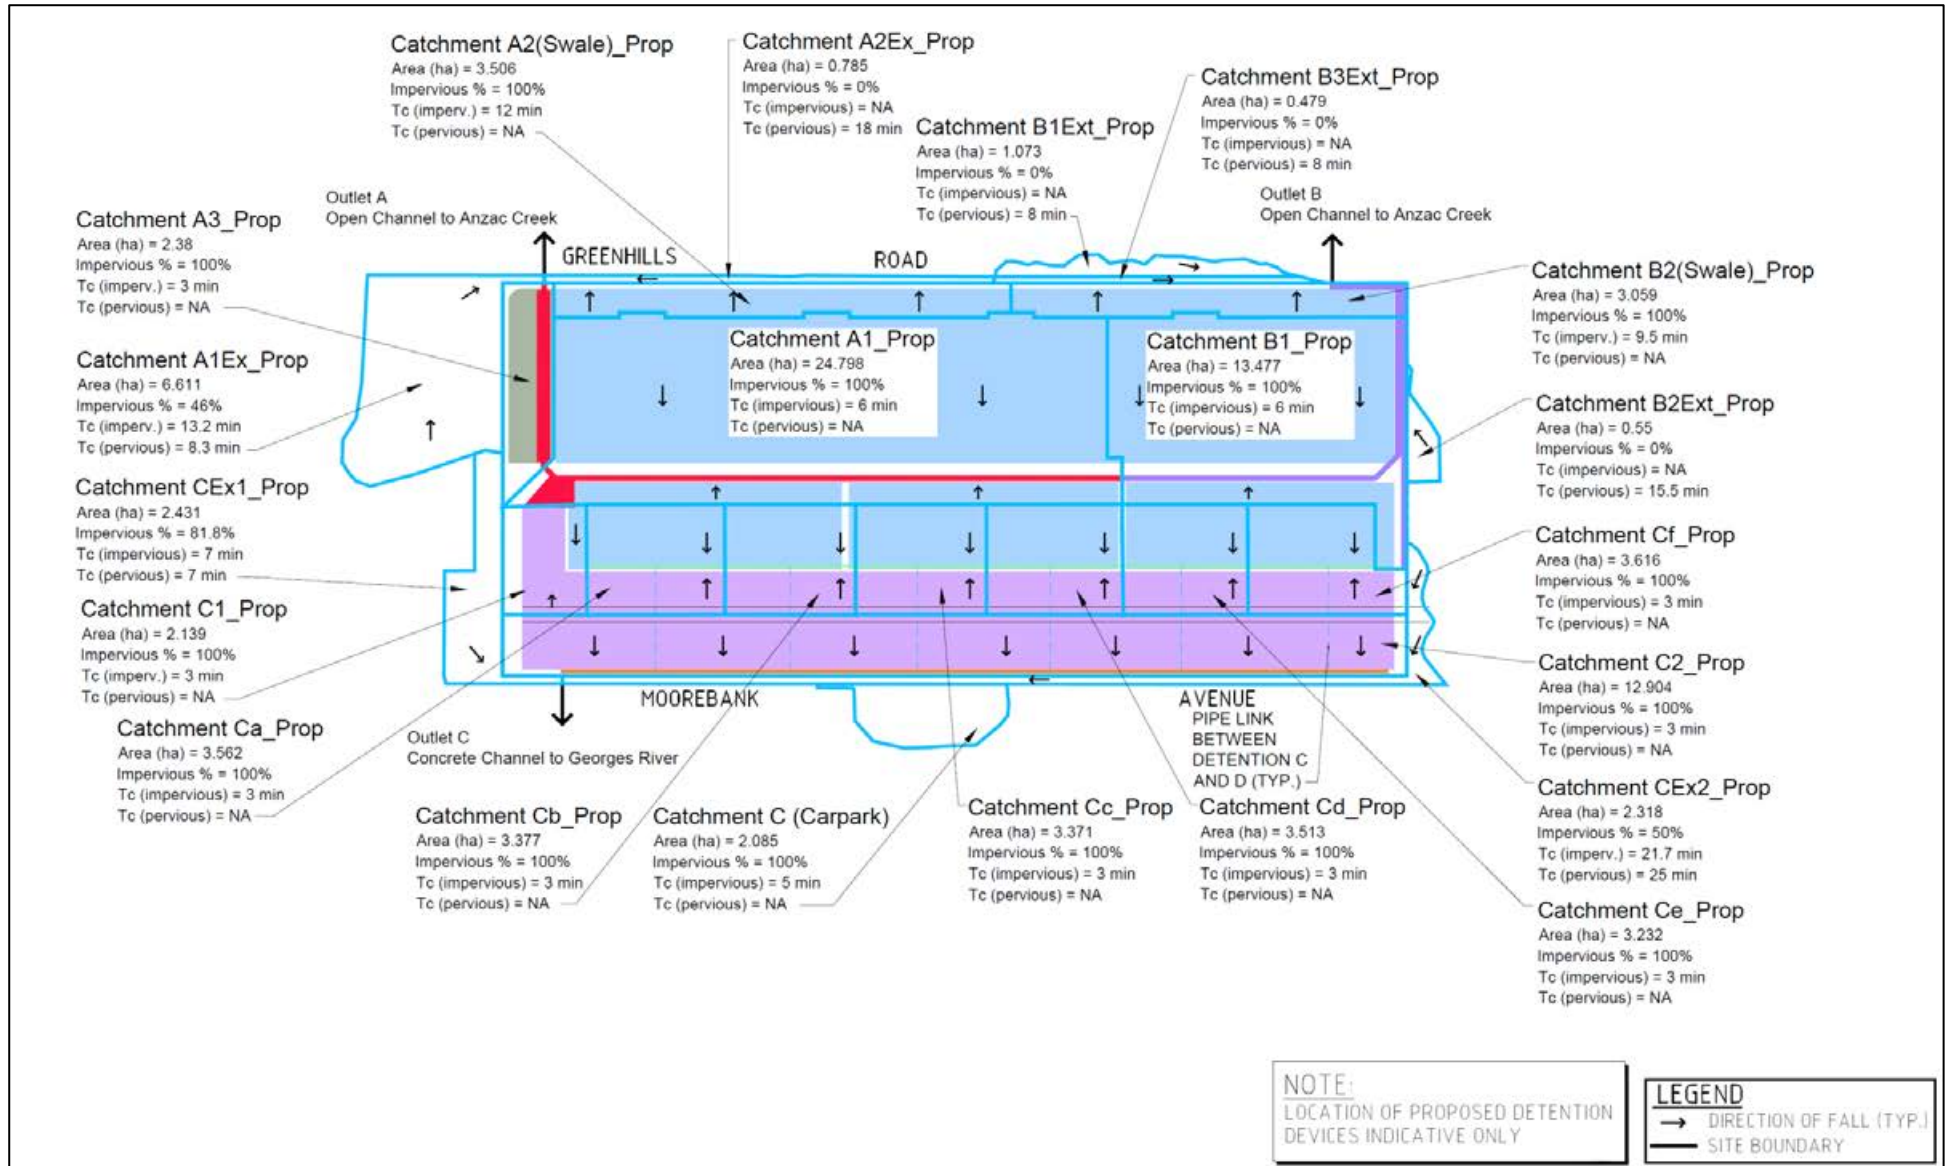 Catchment A2(Swale)_Prop
Area (ha) = 3.506
Impervious % = 100%
Tc (imperv.) = 12 min
Tc (pervious) = NA
Catchment A2Ex_Prop
Area (ha) = 0.785
Impervious % = 0%
Tc (impervious) = NA
Tc (pervious) = 18 min
Catchment B1Ext_Prop
Area (ha) = 1.073
Impervious % = 0%
Tc (impervious) = NA
Tc (pervious) = 8 min
Catchment B3Ext_Prop
Area (ha) = 0.479
Impervious % = 0%
Tc (impervious) = NA
Tc (pervious) = 8 min
Outlet A
Open Channel to Anzac Creek
Outlet B
Open Channel to Anzac Creek
Catchment A3_Prop
Area (ha) = 2.38
Impervious % = 100%
Tc (imperv.) = 3 min
Tc (pervious) = NA
GREENHILLS ROAD
Catchment B2(Swale)_Prop
Area (ha) = 3.059
Impervious % = 100%
Tc (imperv.) = 9.5 min
Tc (pervious) = NA
Catchment A1_Prop
Area (ha) = 24.798
Impervious % = 100%
Tc (impervious) = 6 min
Tc (pervious) = NA
Catchment B1_Prop
Area (ha) = 13.477
Impervious % = 100%
Tc (impervious) = 6 min
Tc (pervious) = NA
Catchment A1Ex_Prop
Area (ha) = 6.611
Impervious % = 46%
Tc (imperv.) = 13.2 min
Tc (pervious) = 8.3 min
Catchment B2Ext_Prop
Area (ha) = 0.55
Impervious % = 0%
Tc (impervious) = NA
Tc (pervious) = 15.5 min
Catchment CEx1_Prop
Area (ha) = 2.431
Impervious % = 81.8%
Tc (impervious) = 7 min
Tc (pervious) = 7 min
Catchment Cf_Prop
Area (ha) = 3.616
Impervious % = 100%
Tc (impervious) = 3 min
Tc (pervious) = NA
Catchment C1_Prop
Area (ha) = 2.139
Impervious % = 100%
Tc (imperv.) = 3 min
Tc (pervious) = NA
Catchment C2_Prop
Area (ha) = 12.904
Impervious % = 100%
Tc (impervious) = 3 min
Tc (pervious) = NA
MOOREBANK AVENUE
PIPE LINK
BETWEEN
DETENTION C
AND D (TYP.)
Catchment Ca_Prop
Area (ha) = 3.562
Impervious % = 100%
Tc (impervious) = 3 min
Tc (pervious) = NA
Outlet C
Concrete Channel to Georges River
Catchment CEx2_Prop
Area (ha) = 2.318
Impervious % = 50%
Tc (imperv.) = 21.7 min
Tc (pervious) = 25 min
Catchment Cb_Prop
Area (ha) = 3.377
Impervious % = 100%
Tc (impervious) = 3 min
Tc (pervious) = NA
Catchment C (Carpark)
Area (ha) = 2.085
Impervious % = 100%
Tc (impervious) = 5 min
Tc (pervious) = NA
Catchment Cc_Prop
Area (ha) = 3.371
Impervious % = 100%
Tc (impervious) = 3 min
Tc (pervious) = NA
Catchment Cd_Prop
Area (ha) = 3.513
Impervious % = 100%
Tc (impervious) = 3 min
Tc (pervious) = NA
Catchment Ce_Prop
Area (ha) = 3.232
Impervious % = 100%
Tc (impervious) = 3 min
Tc (pervious) = NA
NOTE:
LOCATION OF PROPOSED DETENTION
DEVICES INDICATIVE ONLY
LEGEND
DIRECTION OF FALL (TYP.)
SITE BOUNDARY